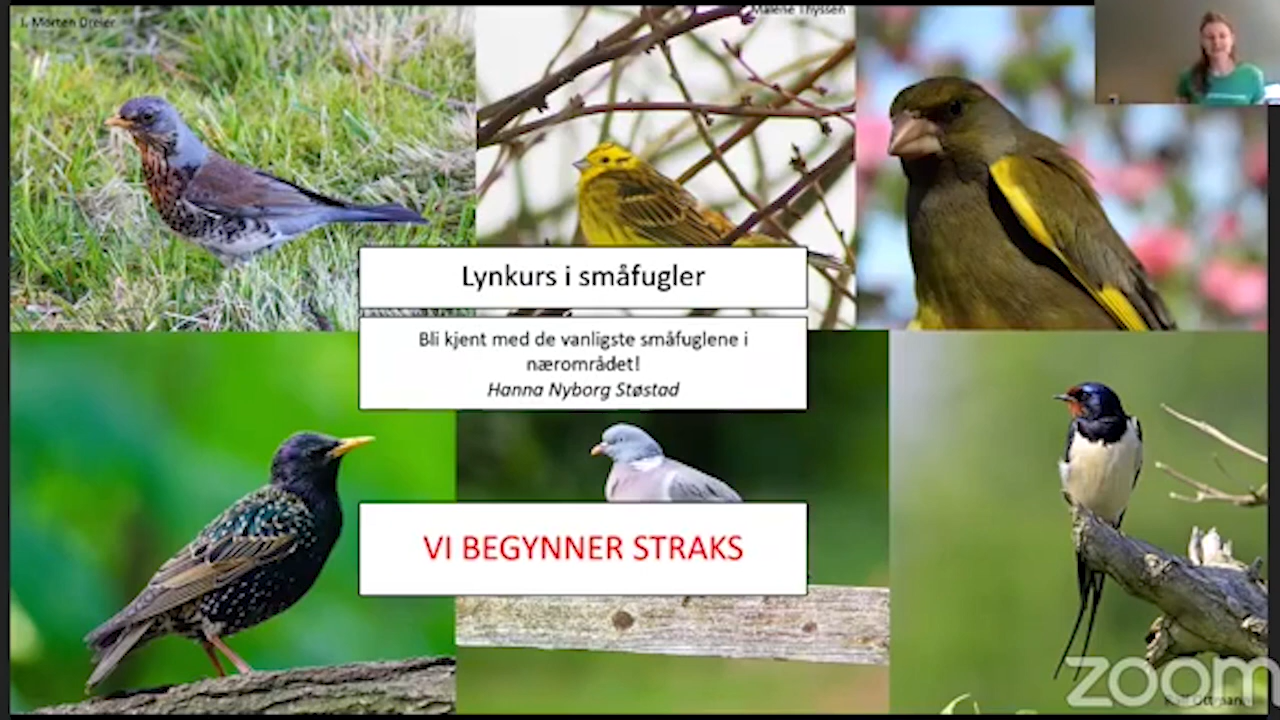 J. Morten Dreier
Malene Thyssen
Lynkurs i småfugler
Bli kjent med de vanligste småfuglene i
nærområdet!
Hanna Nyborg Støstad
VI BEGYNNER STRAKS
zoom